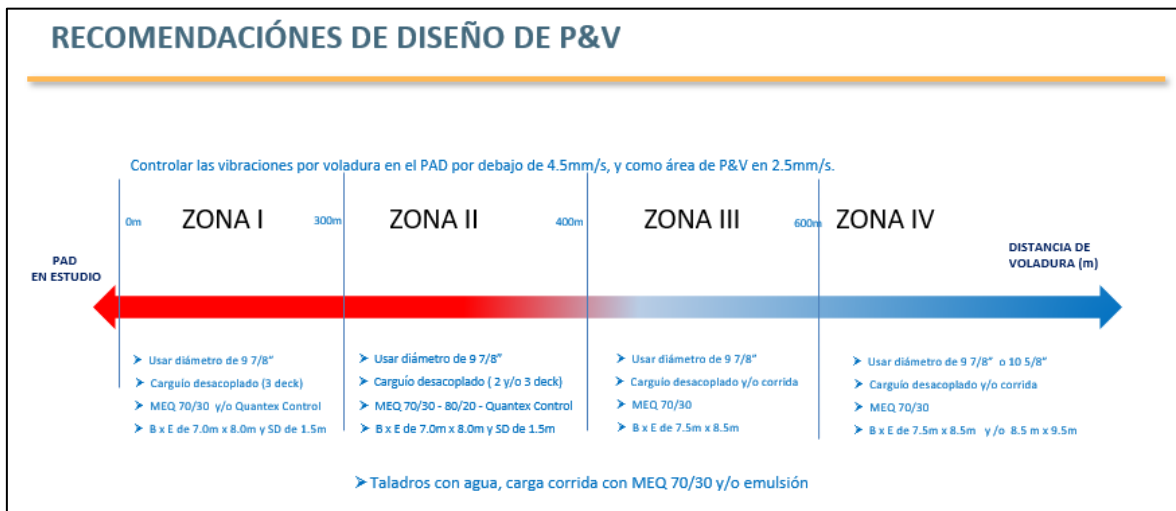 RECOMENDACIÓNES DE DISEÑO DE P&V
Controlar las vibraciones por voladura en el PAD por debajo de 4.5mm/s, y como área de P&V en 2.5mm/s.
0m ZONA I 300m ZONA II 400m ZONA III 600m ZONA IV
PAD
EN ESTUDIO
DISTANCIA DE
VOLADURA (m)
➤ Usar diámetro de 9 7/8"
➤ Carguío desacoplado (3 deck)
➤ MEQ 70/30 y/o Quantex Control
➤ B x E de 7.0m x 8.0m y SD de 1.5m
➤ Usar diámetro de 9 7/8"
➤ Carguío desacoplado ( 2 y/o 3 deck)
➤ MEQ 70/30 - 80/20 - Quantex Control
➤ B x E de 7.0m x 8.0m y SD de 1.5m
➤ Usar diámetro de 9 7/8"
➤ Carguío desacoplado y/o corrida
➤ MEQ 70/30
➤ B x E de 7.5m x 8.5m
➤ Usar diámetro de 9 7/8" o 10 5/8"
➤ Carguío desacoplado y/o corrida
➤ MEQ 70/30
➤ B x E de 7.5m x 8.5m y /o 8.5 m x 9.5m
➤ Taladros con agua, carga corrida con MEQ 70/30 y/o emulsión